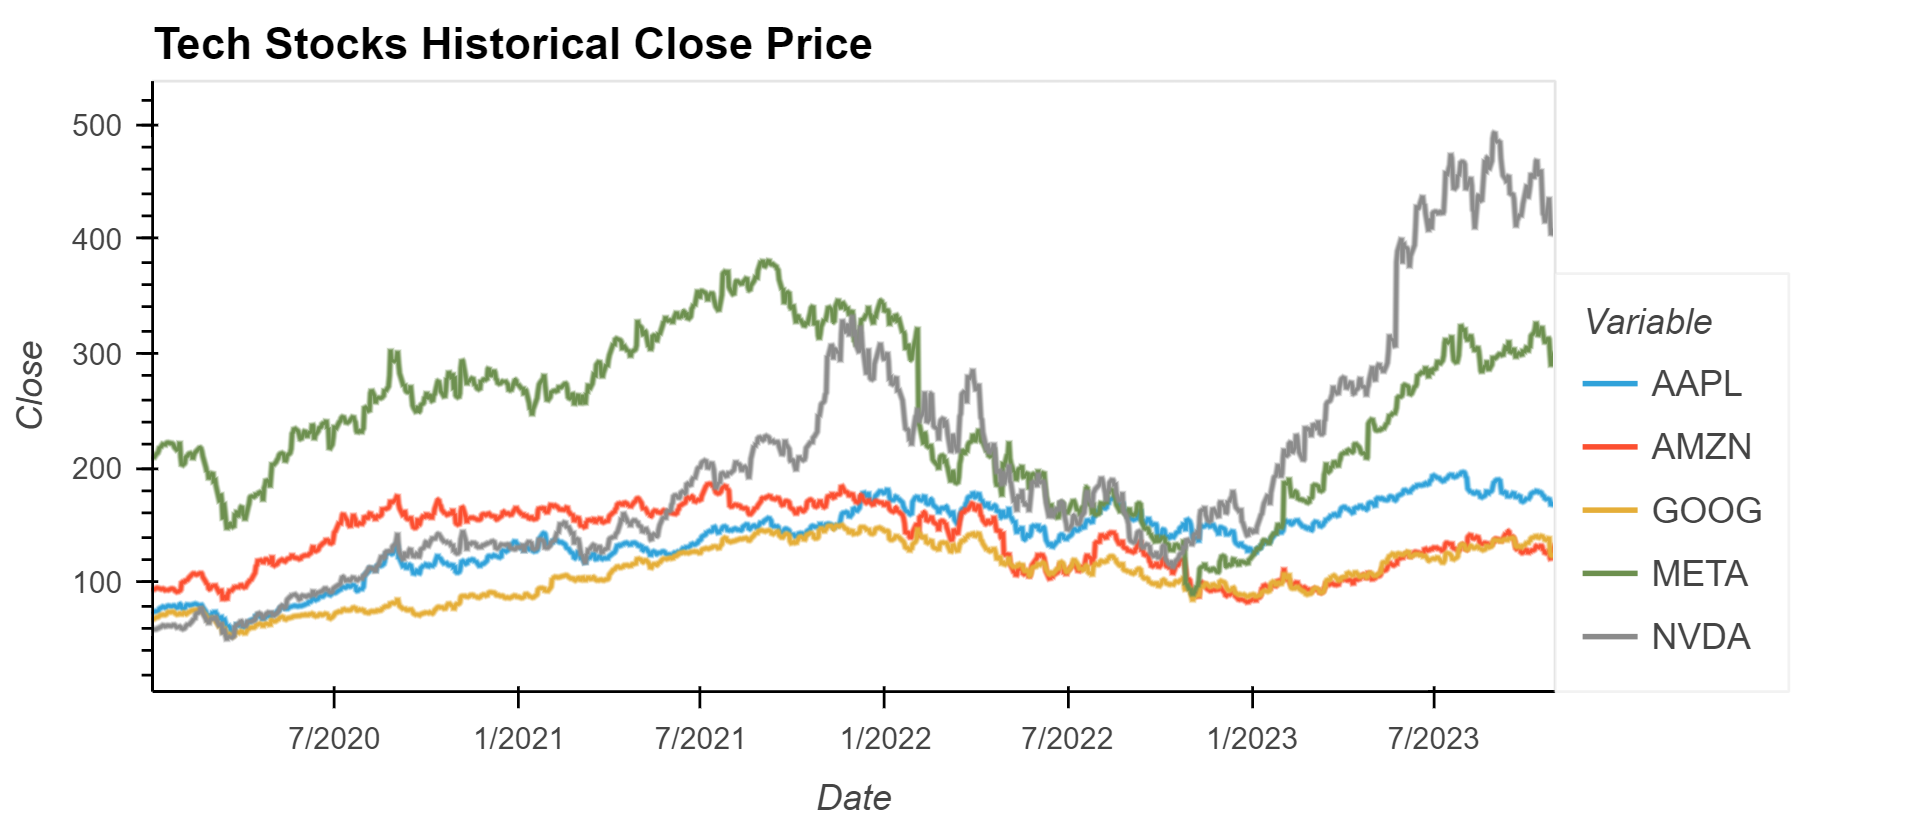 Tech Stocks Historical Close Price
500
400
300
200
100
Close
7/2020 1/2021 7/2021 1/2022 7/2022 1/2023 7/2023
Date
Variable
AAPL
AMZN
GOOG
META
NVDA